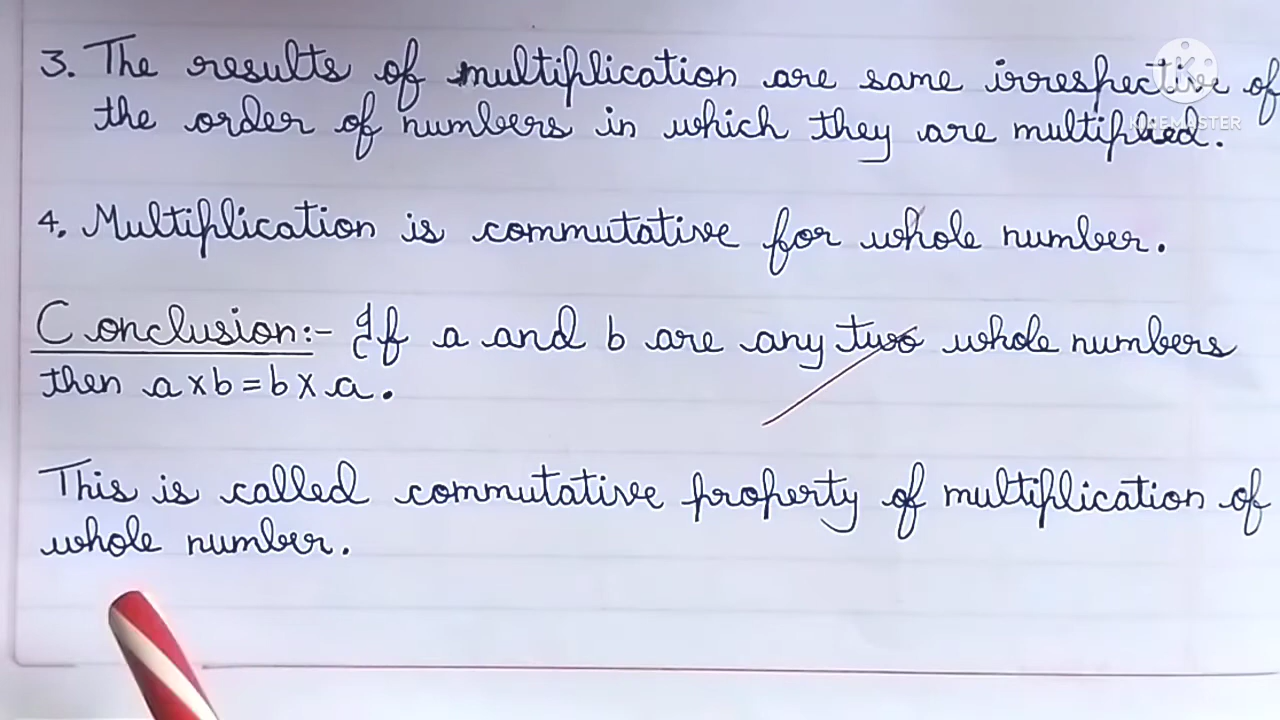 3. The results of multiplication are same irrespective of
the order of numbers in which they are multiplied.
4. Multiplication is commutative for whole number.
Conclusion:- If a and b are any two whole numbers
then a x b = b x a.
This is called commutative property of multiplication of
whole number.
KINEMASTER